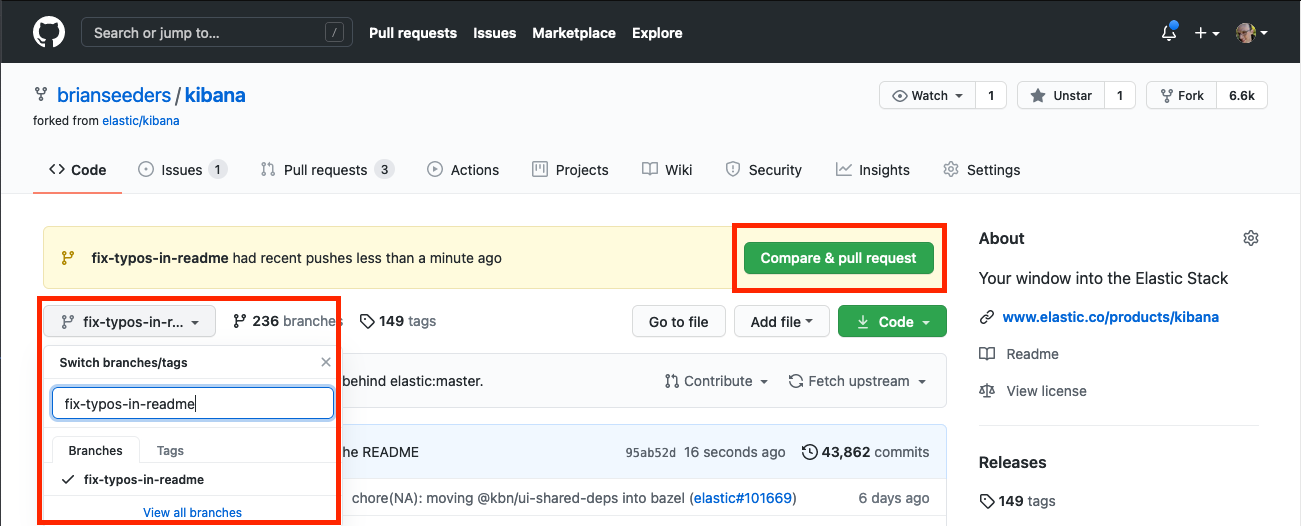 Search or jump to... / Pull requests Issues Marketplace Explore
brianseeders / kibana Watch 1 Unstar 1 Fork 6.6k
forked from elastic/kibana
Code Issues 1 Pull requests 3 Actions Projects Wiki Security Insights Settings
fix-typos-in-readme had recent pushes less than a minute ago Compare & pull request
fix-typos-in-r... 236 branches 149 tags Go to file Add file Code
Switch branches/tags
behind elastic:master. Contribute Fetch upstream
fix-typos-in-readme
Branches Tags
he README 95ab52d 16 seconds ago 43,862 commits
fix-typos-in-readme
chore(NA): moving @kbn/ui-shared-deps into bazel (elastic#101669) 6 days ago
View all branches
About
Your window into the Elastic Stack
www.elastic.co/products/kibana
Readme
View license
Releases
149 tags